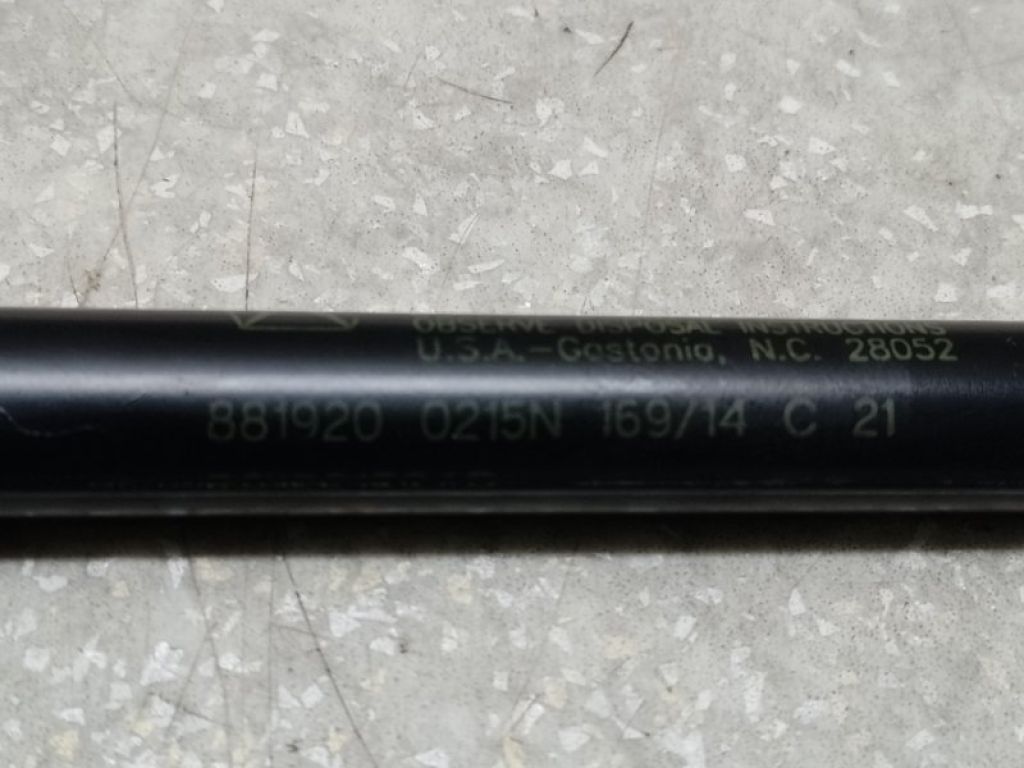 OBSERVE DISPOSAL INSTRUCTIONS
U.S.A.-Gastonia, N.C. 28052
881920 0215N 169/14 C 21